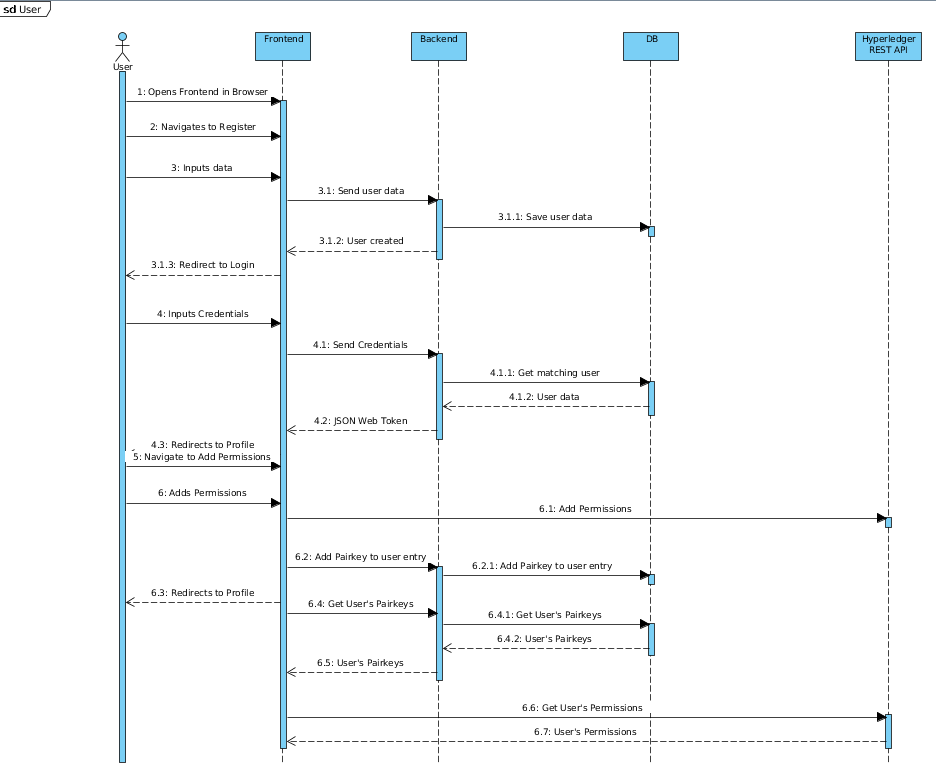 sd User
User
Frontend
Backend
DB
Hyperledger
REST API
1: Opens Frontend in Browser
2: Navigates to Register
3: Inputs data
3.1: Send user data
3.1.1: Save user data
3.1.2: User created
3.1.3: Redirect to Login
4: Inputs Credentials
4.1: Send Credentials
4.1.1: Get matching user
4.1.2: User data
4.2: JSON Web Token
4.3: Redirects to Profile
5: Navigate to Add Permissions
6: Adds Permissions
6.1: Add Permissions
6.2: Add Pairkey to user entry
6.2.1: Add Pairkey to user entry
6.3: Redirects to Profile
6.4: Get User's Pairkeys
6.4.1: Get User's Pairkeys
6.4.2: User's Pairkeys
6.5: User's Pairkeys
6.6: Get User's Permissions
6.7: User's Permissions